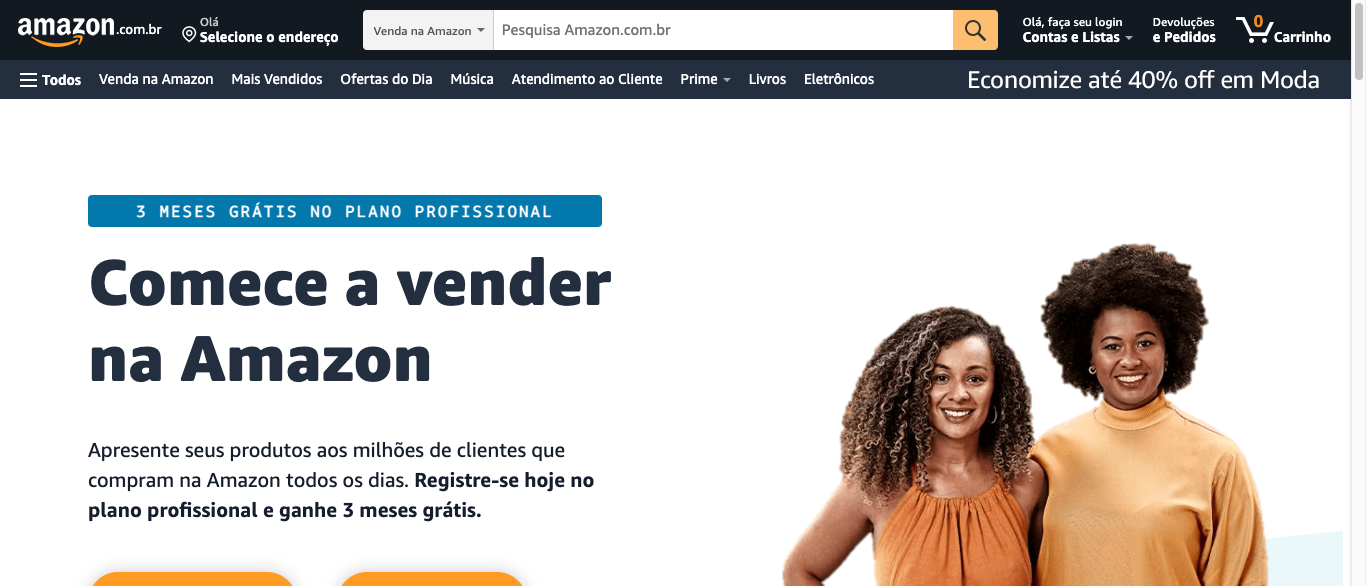 amazon.com.br
Olá
Selecione o endereço
Venda na Amazon
Pesquisa Amazon.com.br
Olá, faça seu login
Contas e Listas
Devoluções
e Pedidos
0
Carrinho
Todos
Venda na Amazon
Mais Vendidos
Ofertas do Dia
Música
Atendimento ao Cliente
Prime
Livros
Eletrônicos
Economize até 40% off em Moda
3 MESES GRÁTIS NO PLANO PROFISSIONAL
Comece a vender
na Amazon
Apresente seus produtos aos milhões de clientes que
compram na Amazon todos os dias. Registre-se hoje no
plano profissional e ganhe 3 meses grátis.